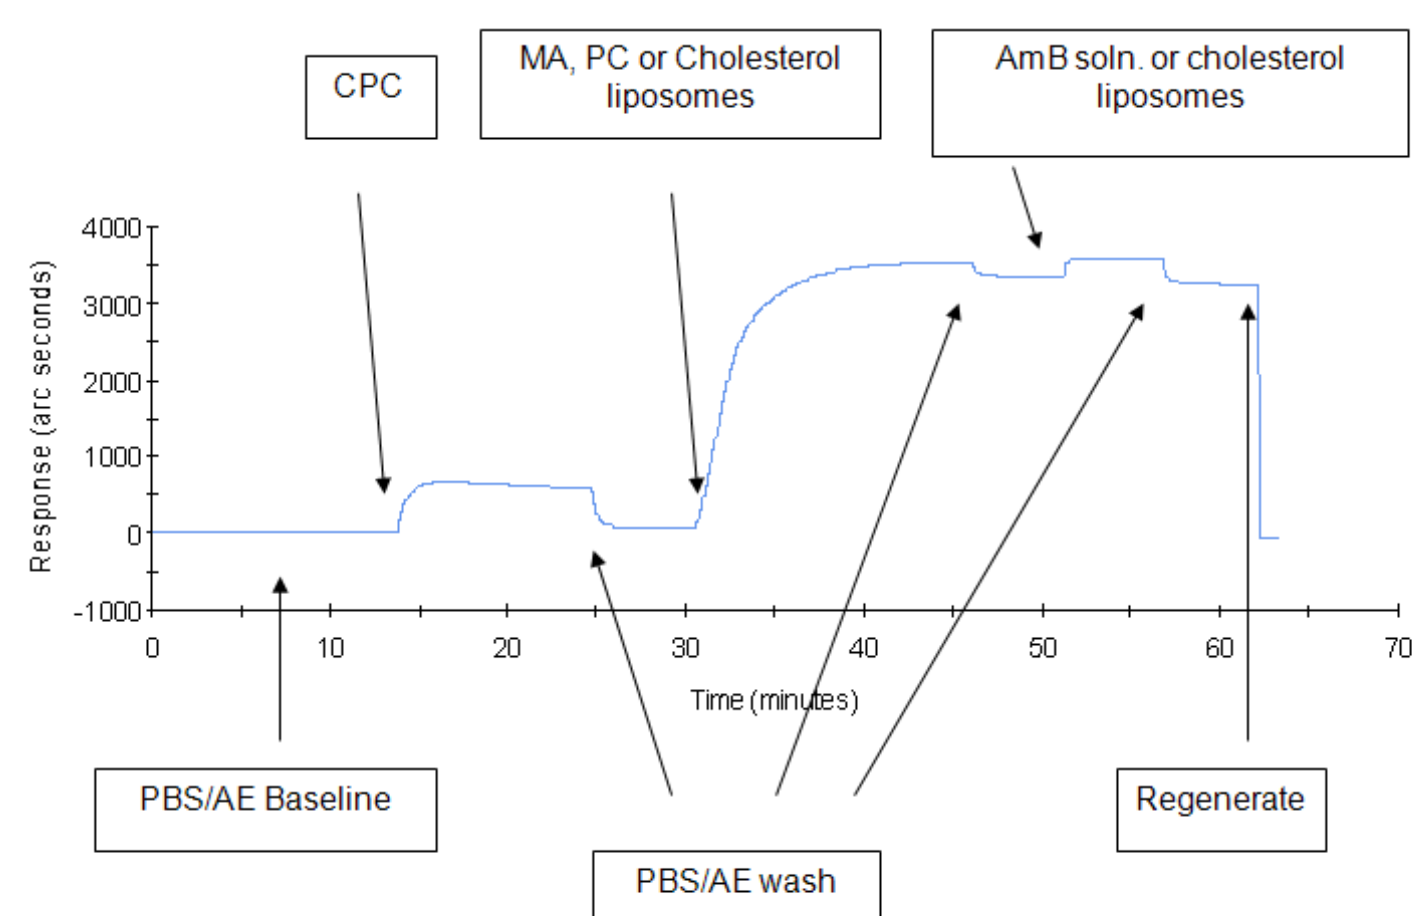 CPC
MA, PC or Cholesterol
liposomes
AmB soln. or cholesterol
liposomes
Response (arc seconds)
4000
3000
2000
1000
0
-1000
0
10
20
30
40
50
60
70
Time (minutes)
PBS/AE Baseline
PBS/AE wash
Regenerate